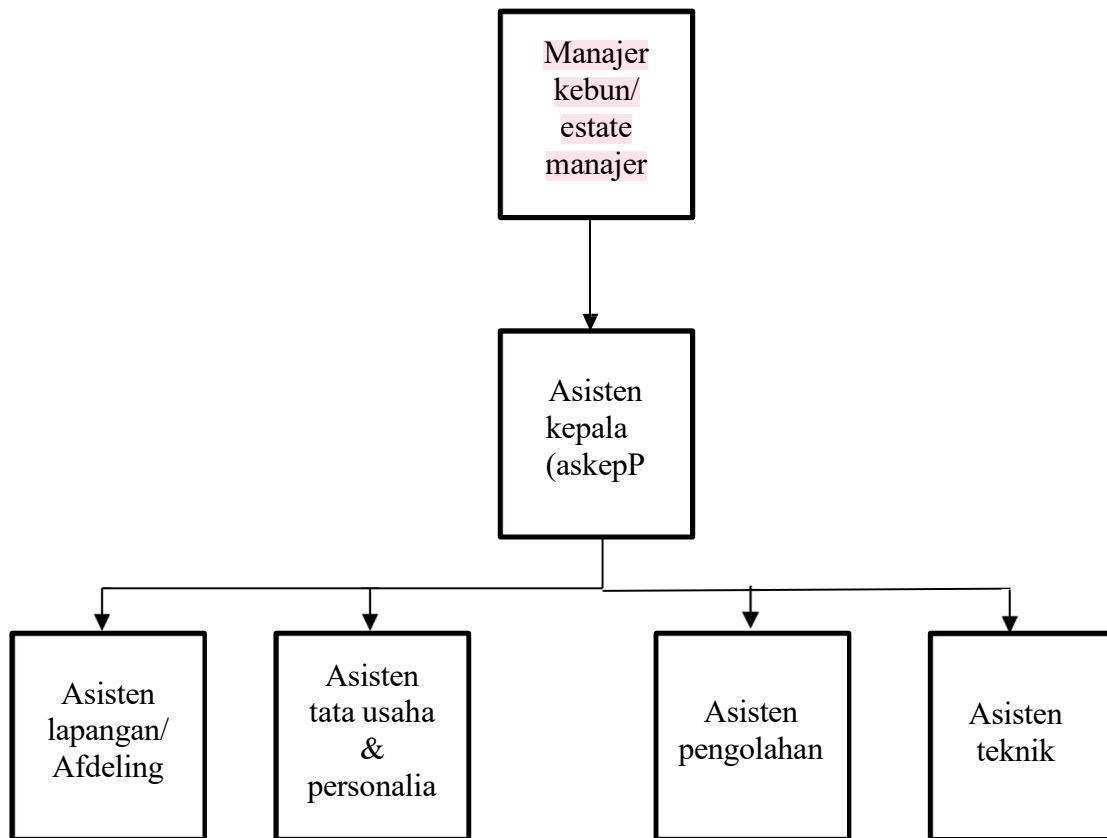 Manajer
kebun/
estate
manajer
Asisten
kepala
(askepP
Asisten
lapangan/
Afdeling
Asisten
tata usaha
&
personalia
Asisten
pengolahan
Asisten
teknik